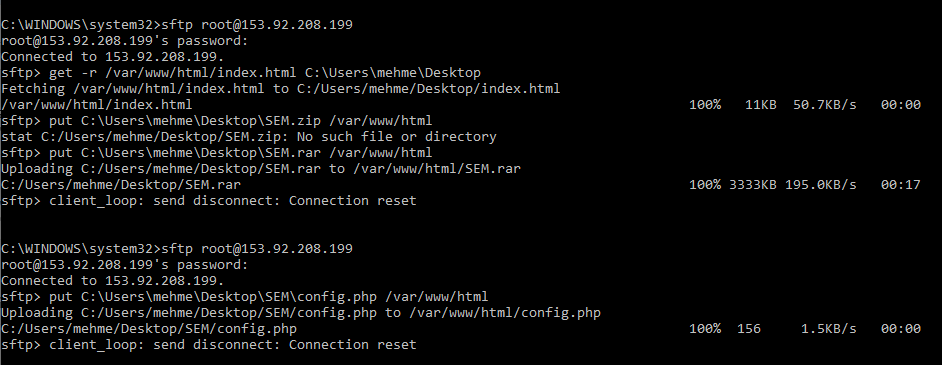 C:\WINDOWS\system32>sftp root@153.92.208.199
root@153.92.208.199's password:
Connected to 153.92.208.199.
sftp> get -r /var/www/html/index.html C:\Users\mehme\Desktop
Fetching /var/www/html/index.html to C:/Users/mehme/Desktop/index.html
/var/www/html/index.html 100% 11KB 50.7KB/s 00:00
sftp> put C:\Users\mehme\Desktop\SEM.zip /var/www/html
stat C:/Users/mehme/Desktop/SEM.zip: No such file or directory
sftp> put C:\Users\mehme\Desktop\SEM.rar /var/www/html
Uploading C:/Users/mehme/Desktop/SEM.rar to /var/www/html/SEM.rar
C:/Users/mehme/Desktop/SEM.rar 100% 3333KB 195.0KB/s 00:17
sftp> client_loop: send disconnect: Connection reset
C:\WINDOWS\system32>sftp root@153.92.208.199
root@153.92.208.199's password:
Connected to 153.92.208.199.
sftp> put C:\Users\mehme\Desktop\SEM\config.php /var/www/html
Uploading C:/Users/mehme/Desktop/SEM/config.php to /var/www/html/config.php
C:/Users/mehme/Desktop/SEM/config.php 100% 156 1.5KB/s 00:00
sftp> client_loop: send disconnect: Connection reset